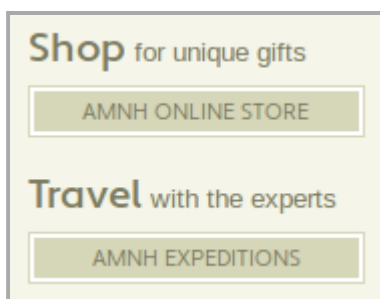 Shop for unique gifts
AMNH ONLINE STORE
Travel with the experts
AMNH EXPEDITIONS